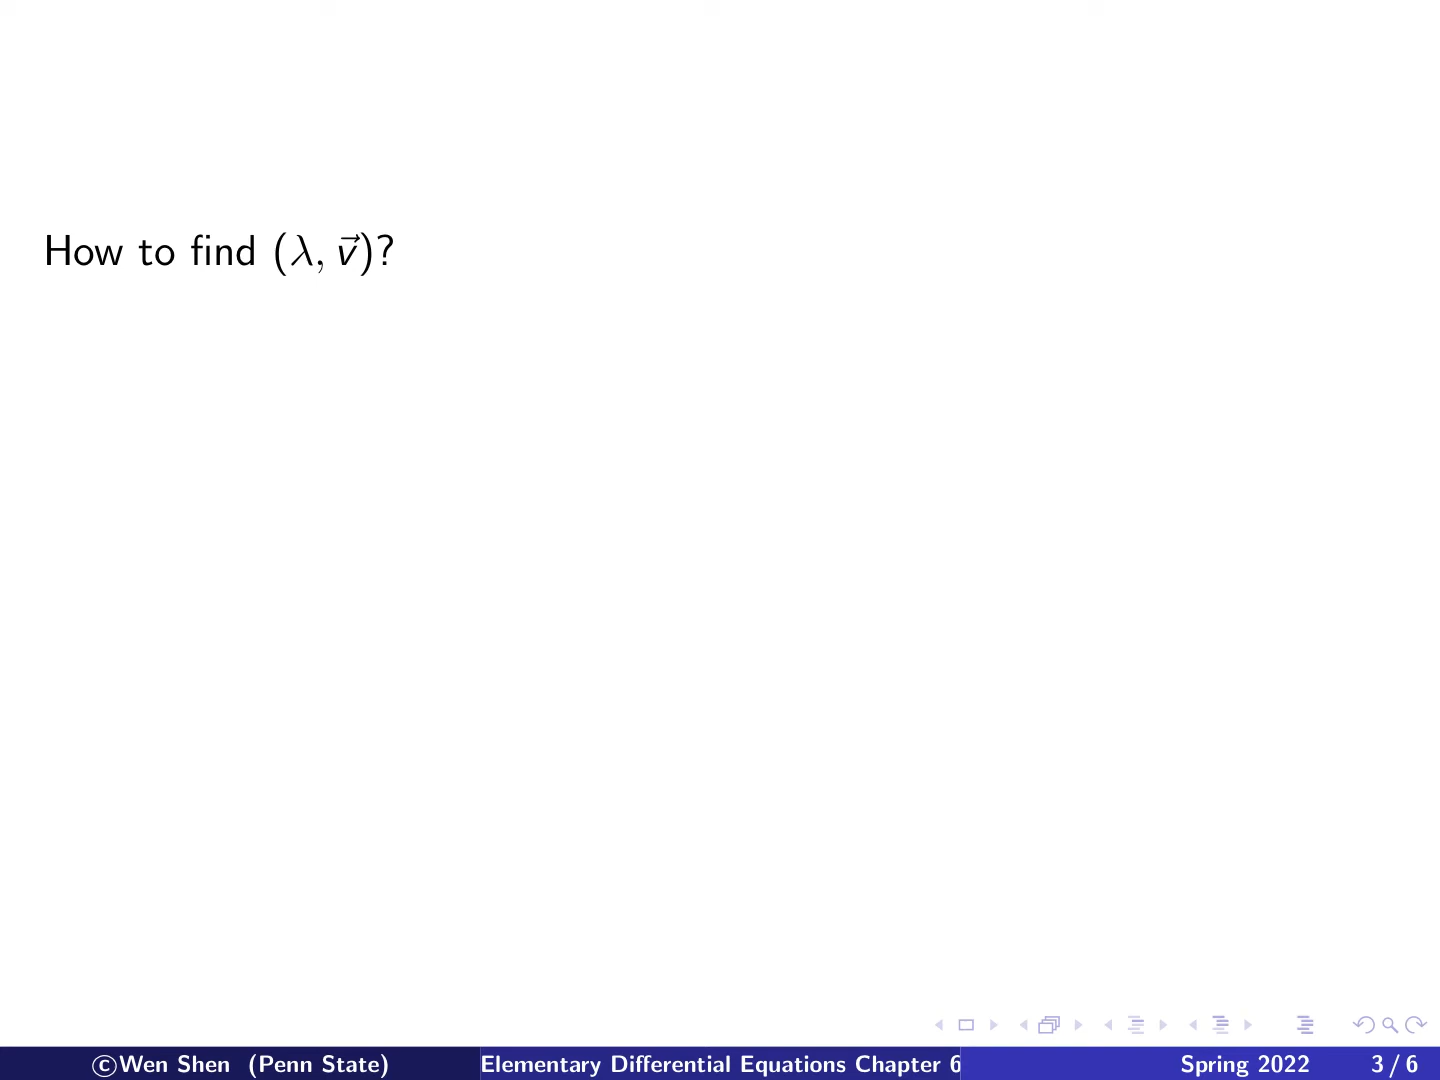 How to find (λ, v⃗)?
©Wen Shen (Penn State) Elementary Differential Equations Chapter 6 Spring 2022 3 / 6